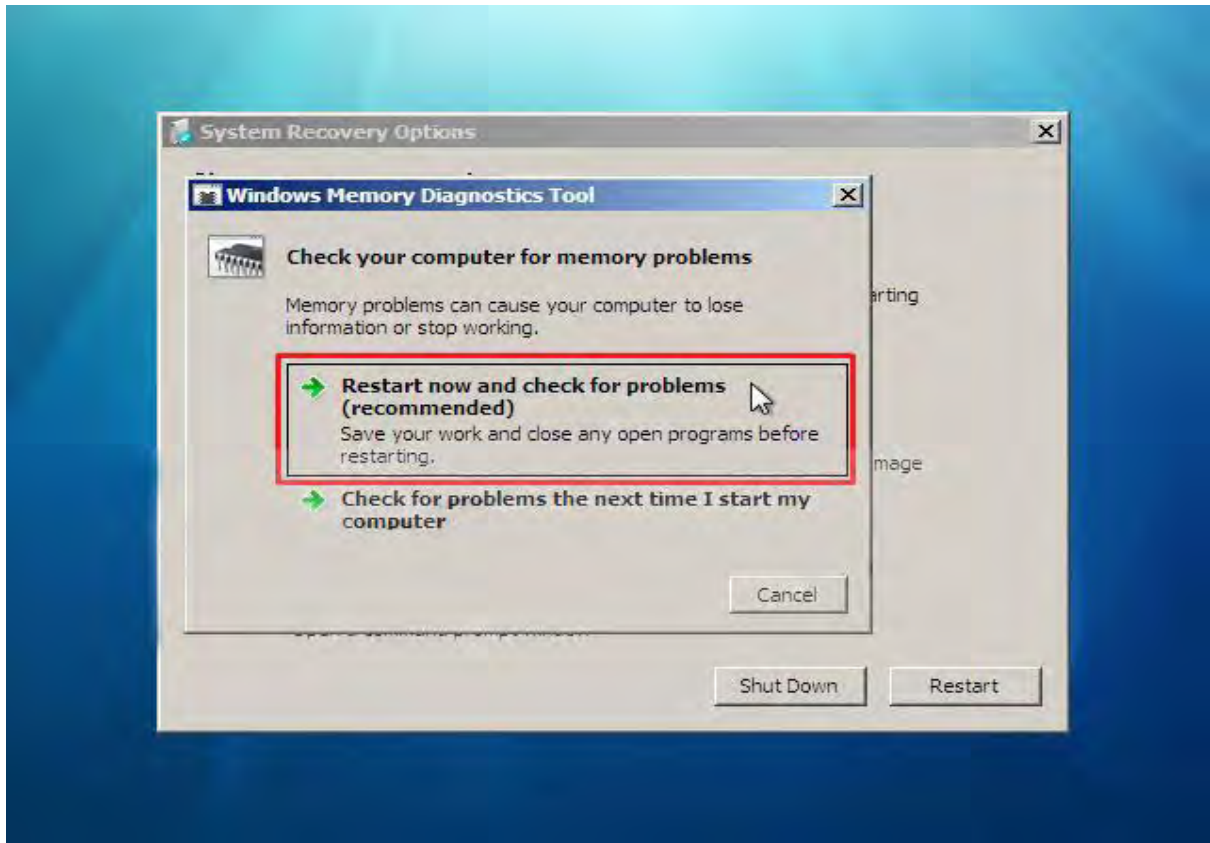 System Recovery Options
Windows Memory Diagnostics Tool
Check your computer for memory problems
Memory problems can cause your computer to lose
information or stop working.
arting
Restart now and check for problems
(recommended)
Save your work and close any open programs before
restarting.
mage
Check for problems the next time I start my
computer
Cancel
Shut Down
Restart